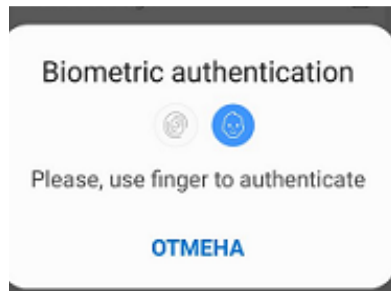 Biometric authentication
Please, use finger to authenticate
ОТМЕНА